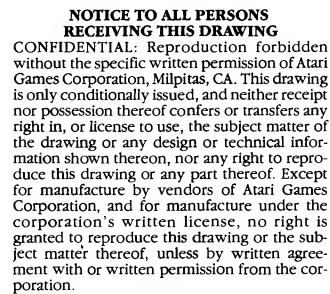 NOTICE TO ALL PERSONS
RECEIVING THIS DRAWING
CONFIDENTIAL: Reproduction forbidden
without the specific written permission of Atari
Games Corporation, Milpitas, CA. This drawing
is only conditionally issued, and neither receipt
nor possession thereof confers or transfers any
right in, or license to use, the subject matter of
the drawing or any design or technical infor-
mation shown thereon, nor any right to repro-
duce this drawing or any part thereof. Except
for manufacture by vendors of Atari Games
Corporation, and for manufacture under the
corporation's written license, no right is
granted to reproduce this drawing or the sub-
ject matter thereof, unless by written agree-
ment with or written permission from the cor-
poration.